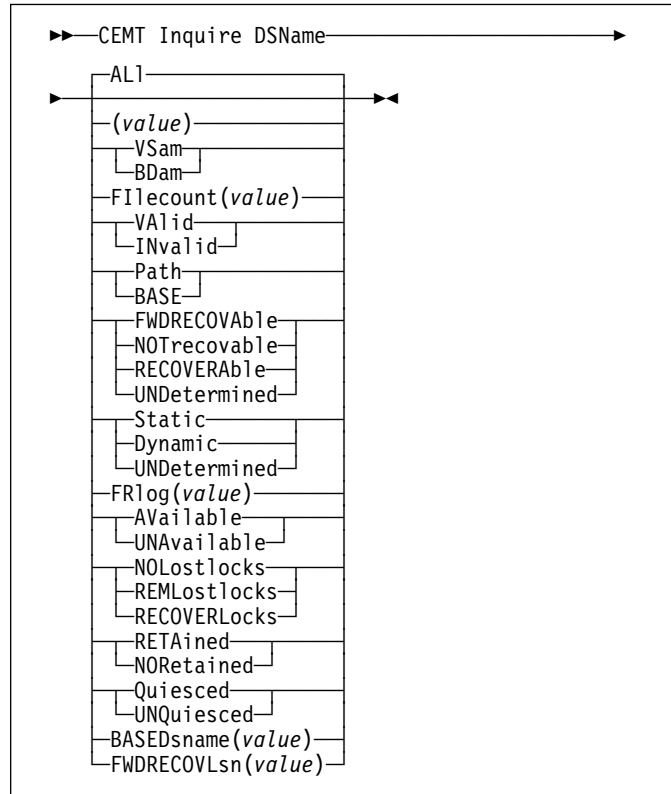 CEMT Inquire DSName
ALl
(value)
VSam
BDam
FIlecount(value)
VAlid
INvalid
Path
BASE
FWDRECOVAble
NOTrecovable
RECOVERAble
UNDetermined
Static
Dynamic
UNDetermined
FRlog(value)
AVailable
UNAvailable
NOLostlocks
REMLostlocks
RECOVERLocks
RETAined
NORetained
Quiesced
UNQuiesced
BASEDsname(value)
FWDRECOVLsn(value)